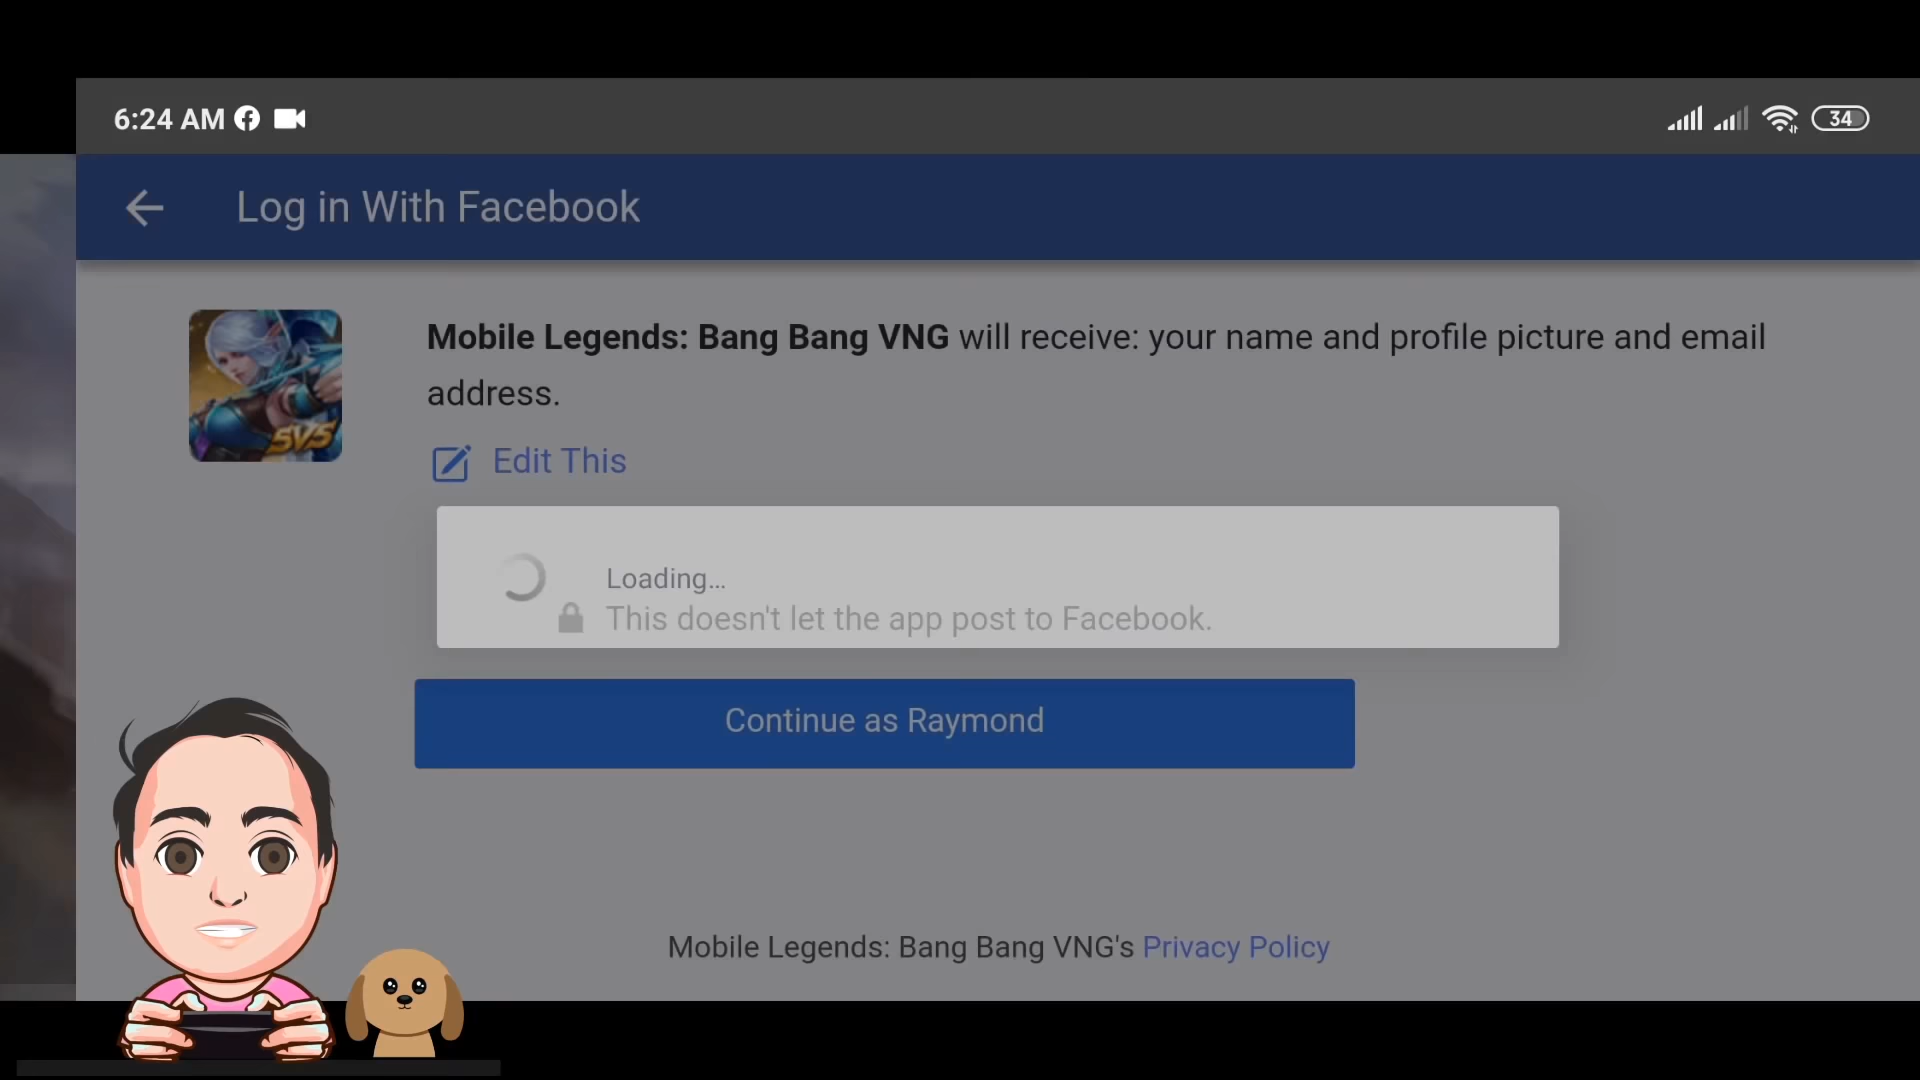 6:24 AM
34
Log in With Facebook
Mobile Legends: Bang Bang VNG will receive: your name and profile picture and email
address.
5V5
Edit This
Loading...
This doesn't let the app post to Facebook.
Continue as Raymond
Mobile Legends: Bang Bang VNG's Privacy Policy